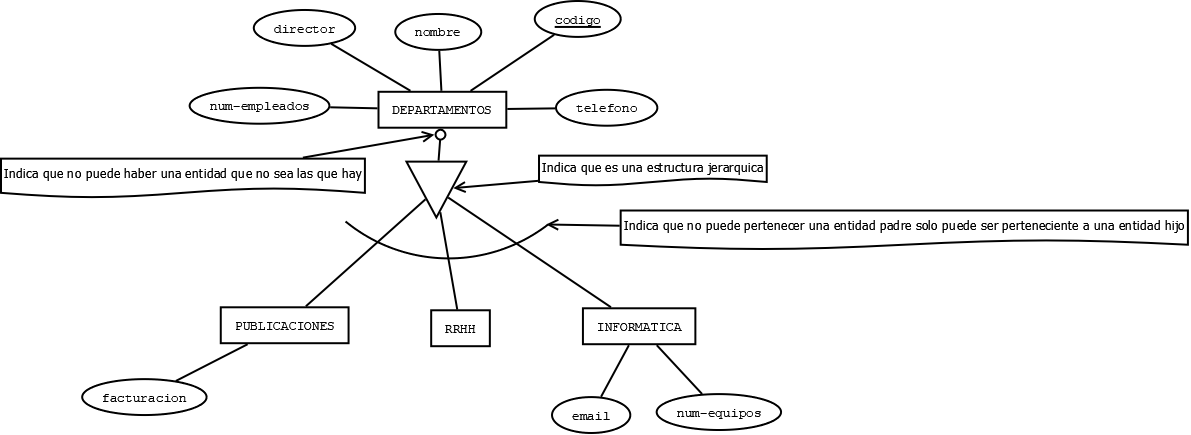 codigo
director
nombre
num-empleados
DEPARTAMENTOS
telefono
Indica que no puede haber una entidad que no sea las que hay
Indica que es una estructura jerarquica
Indica que no puede pertenecer una entidad padre solo puede ser perteneciente a una entidad hijo
PUBLICACIONES
RRHH
INFORMATICA
facturacion
email
num-equipos